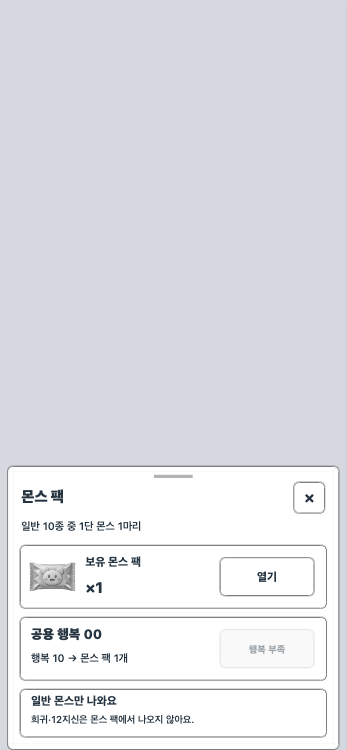 몬스 팩
×
일반 10종 중 1단 몬스 1마리
보유 몬스 팩
×1
열기
공용 행복 00
행복 10 → 몬스 팩 1개
행복 부족
일반 몬스만 나와요
희귀·12지신은 몬스 팩에서 나오지 않아요.